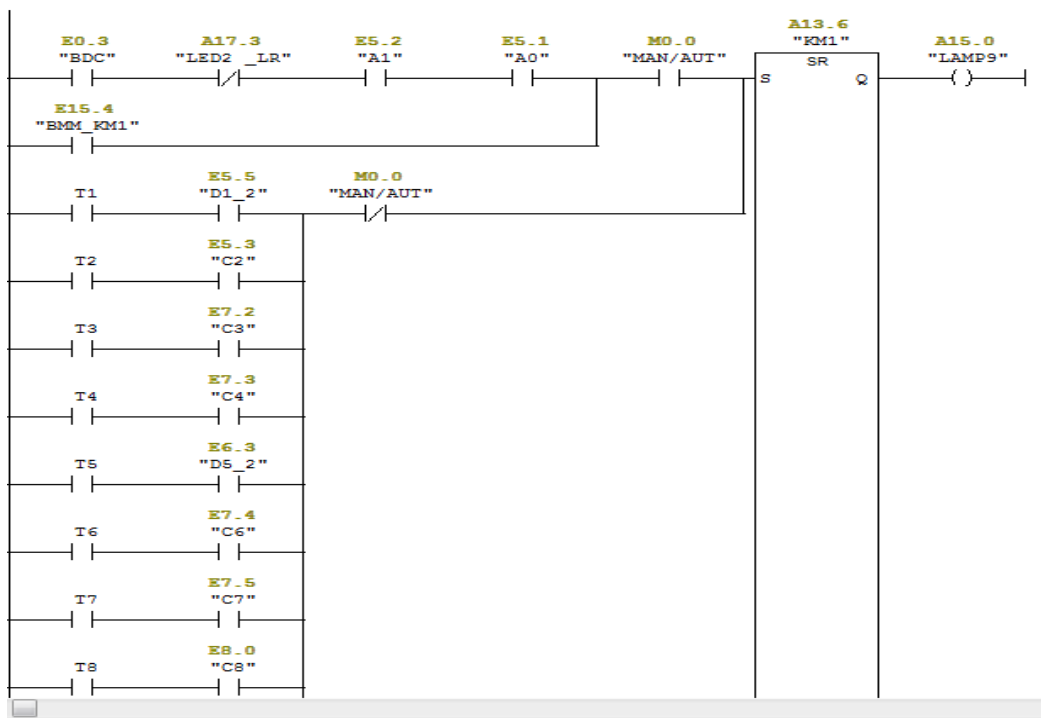 A13.6
E0.3 A17.3 E5.2 E5.1 M0.0 "KM1" A15.0
"BDC" "LED2 _LR" "A1" "A0" "MAN/AUT" SR "LAMP9"
S Q
E15.4
"BMM_KM1"
E5.5 M0.0
T1 "D1_2" "MAN/AUT"
E5.3
T2 "C2"
E7.2
T3 "C3"
E7.3
T4 "C4"
E6.3
T5 "D5_2"
E7.4
T6 "C6"
E7.5
T7 "C7"
E8.0
T8 "C8"